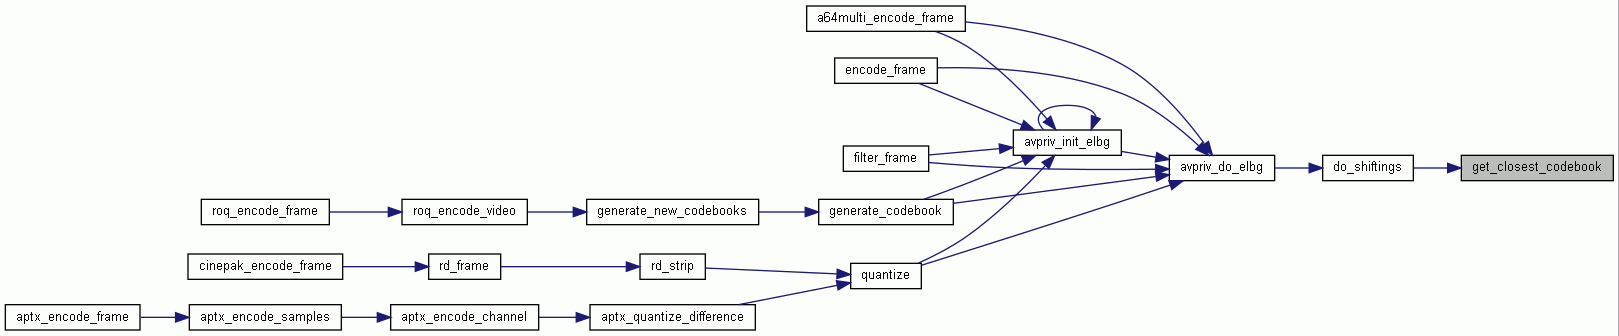 a64multi_encode_frame
encode_frame
avpriv_init_elbg
filter_frame
avpriv_do_elbg
do_shiftings
get_closest_codebook
roq_encode_frame
roq_encode_video
generate_new_codebooks
generate_codebook
cinepak_encode_frame
rd_frame
rd_strip
quantize
aptx_encode_frame
aptx_encode_samples
aptx_encode_channel
aptx_quantize_difference